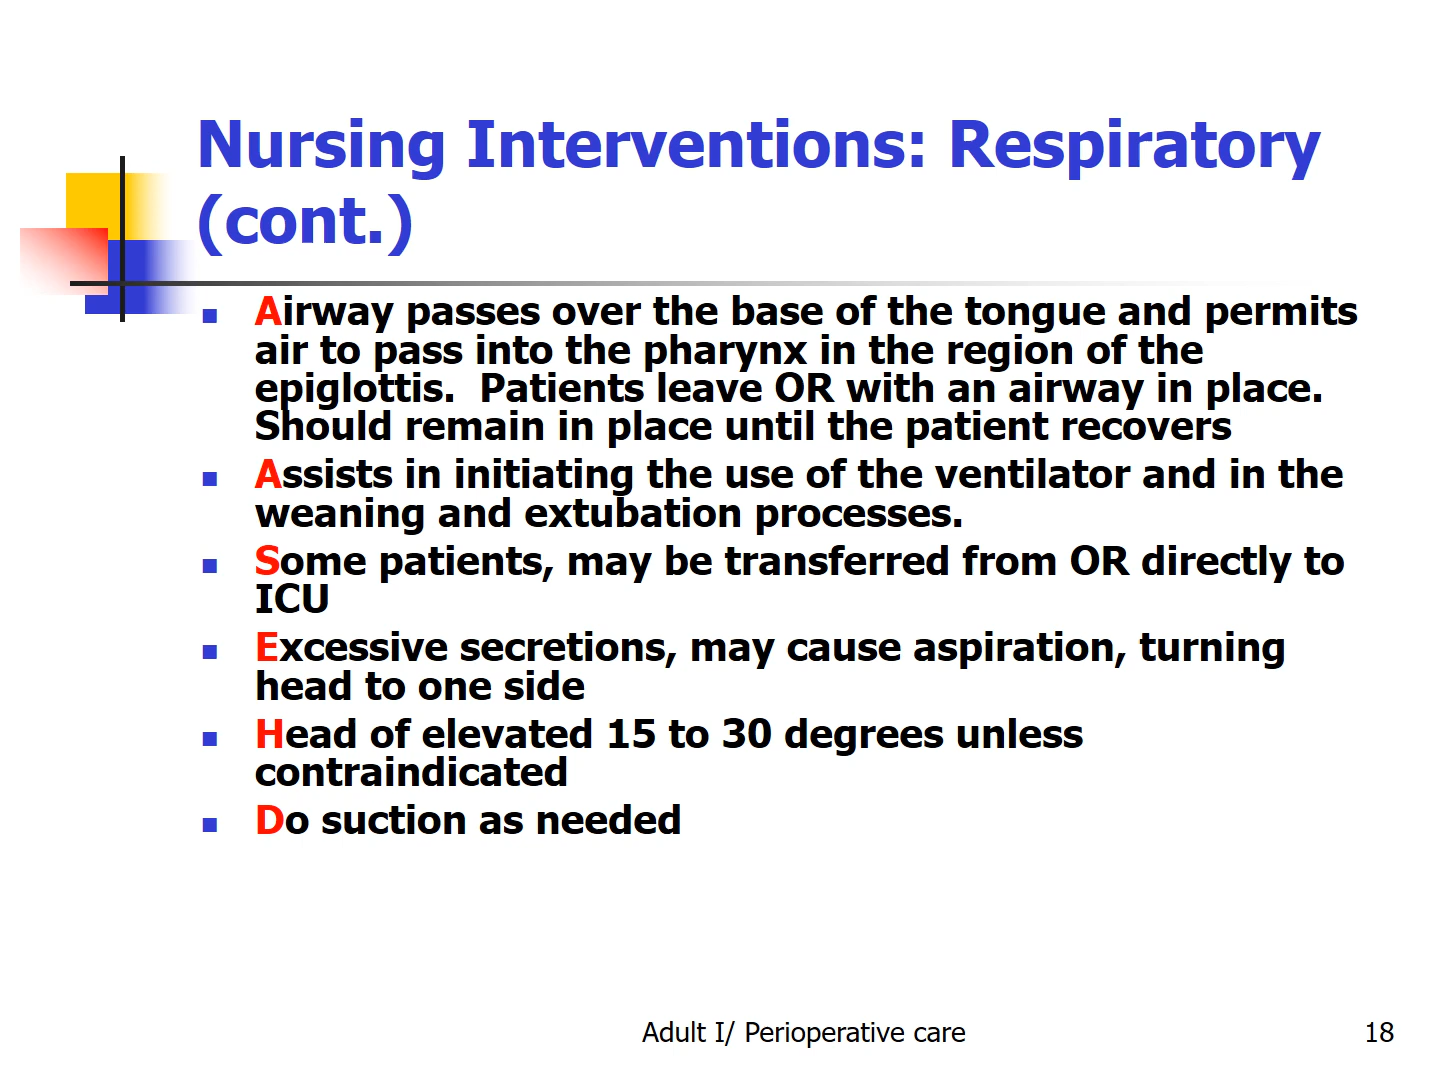 Nursing Interventions: Respiratory
(cont.)
Airway passes over the base of the tongue and permits
air to pass into the pharynx in the region of the
epiglottis.  Patients leave OR with an airway in place.
Should remain in place until the patient recovers
Assists in initiating the use of the ventilator and in the
weaning and extubation processes.
Some patients, may be transferred from OR directly to
ICU
Excessive secretions, may cause aspiration, turning
head to one side
Head of elevated 15 to 30 degrees unless
contraindicated
Do suction as needed
Adult I/ Perioperative care
18